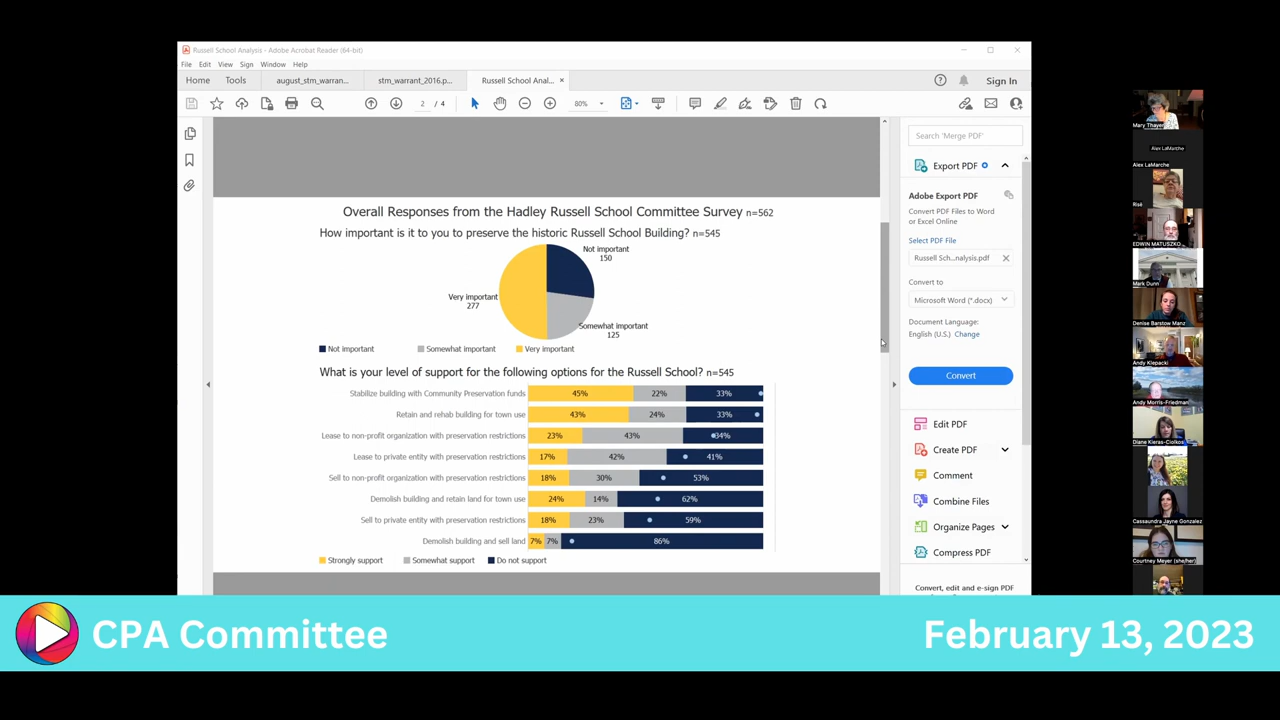 Russell School Analysis - Adobe Acrobat Reader (64-bit)
File Edit View Sign Window Help
Home Tools august_stm_warran... stm_warrant_2016.p... Russell School Anal... × Sign In
2 / 4 80%
Search 'Merge PDF'
Export PDF
Adobe Export PDF
Convert PDF Files to Word
or Excel Online
Select PDF File
Russell Sch...nalysis.pdf
Convert to
Microsoft Word (*.docx)
Document Language:
English (U.S.) Change
Convert
Edit PDF
Create PDF
Comment
Combine Files
Organize Pages
Compress PDF
Convert, edit and e-sign PDF
Overall Responses from the Hadley Russell School Committee Survey n=562
How important is it to you to preserve the historic Russell School Building? n=545
Not important
150
Very important
277
Somewhat important
125
Not important Somewhat important Very important
What is your level of support for the following options for the Russell School? n=545
Stabilize building with Community Preservation funds 45% 22% 33%
Retain and rehab building for town use 43% 24% 33%
Lease to non-profit organization with preservation restrictions 23% 43% 34%
Lease to private entity with preservation restrictions 17% 42% 41%
Sell to non-profit organization with preservation restrictions 18% 30% 53%
Demolish building and retain land for town use 24% 14% 62%
Sell to private entity with preservation restrictions 18% 23% 59%
Demolish building and sell land 7% 7% 86%
Strongly support Somewhat support Do not support
Mary Thayer
Alex LaMarche
Alex LaMarche
Risë
EDWIN MATUSZKO
Mark Dunn
Denise Barstow Manz
Andy Klepacki
Andy Morris-Friedman
Diane Kieras-Ciolkos
Cassaundra Jayne Gonzalez
Courtney Meyer (she/her)
CPA Committee
February 13, 2023